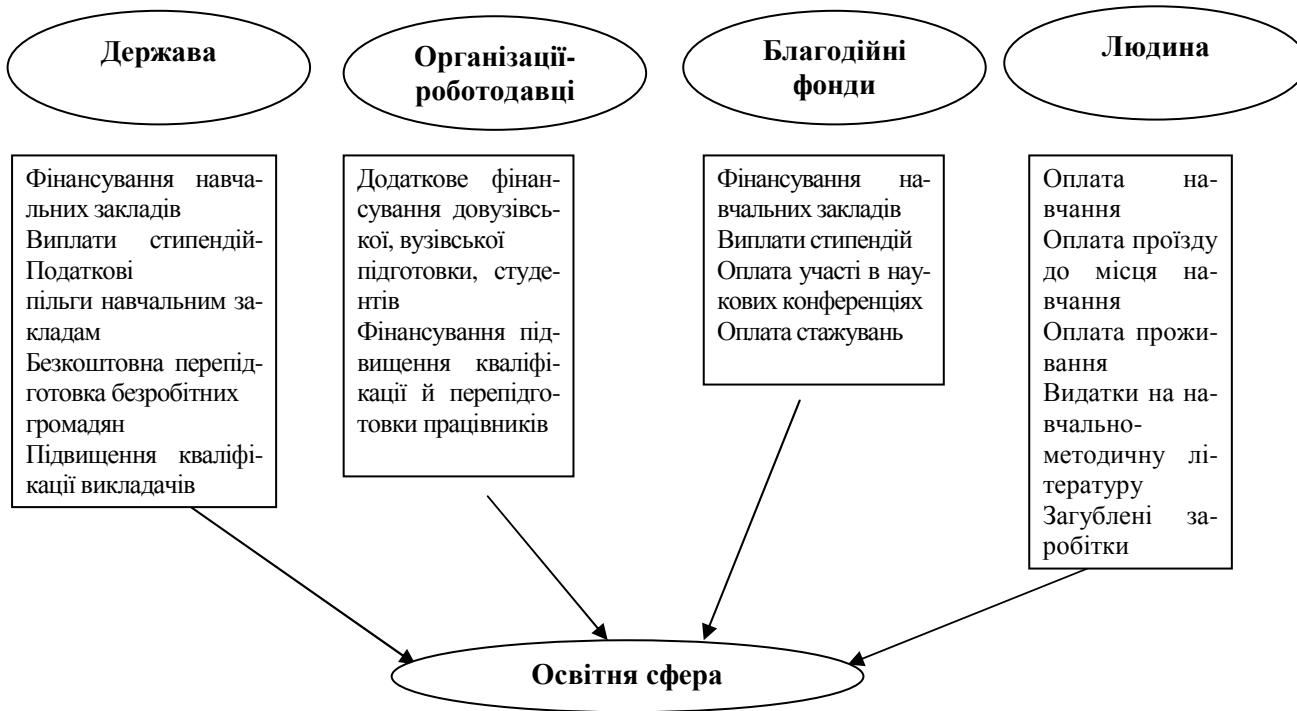 Держава
Організації-
роботодавці
Благодійні
фонди
Людина
Фінансування навча-
льних закладів
Виплати стипендій-
Податкові
пільги навчальним за-
кладам
Безкоштовна перепід-
готовка безробітних
громадян
Підвищення кваліфі-
кації викладачів
Додаткове фінан-
сування довузівсь-
кої, вузівської
підготовки, студе-
нтів
Фінансування під-
вищення кваліфі-
кації й перепідго-
товки працівників
Фінансування на-
вчальних закладів
Виплати стипендій
Оплата участі в нау-
кових конференціях
Оплата стажувань
Оплата на-
вчання
Оплата проїзду
до місця на-
вчання
Оплата прожи-
вання
Видатки на на-
вчально-
методичну лі-
тературу
Загублені за-
робітки
Освітня сфера